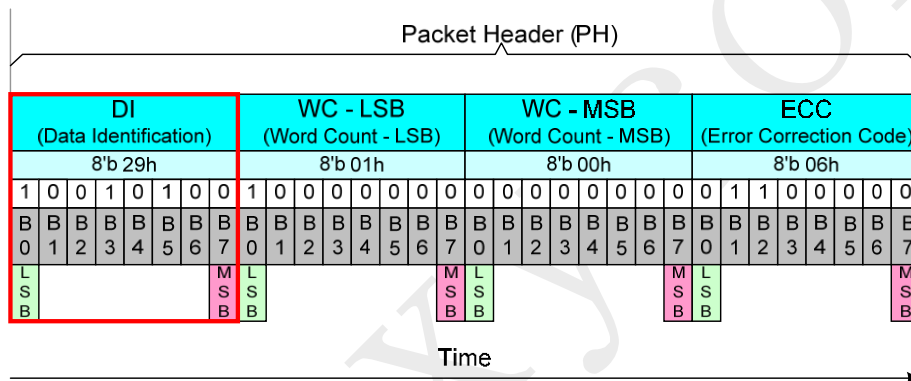 Packet Header (PH)
DI WC - LSB WC - MSB ECC
(Data Identification) (Word Count - LSB) (Word Count - MSB) (Error Correction Code)
8'b 29h 8'b 01h 8'b 00h 8'b 06h
1 0 0 1 0 1 0 0 1 0 0 0 0 0 0 0 0 0 0 0 0 0 0 0 0 1 1 0 0 0 0 0
B B B B B B B B B B B B B B B B B B B B B B B B B B B B B B B B
0 1 2 3 4 5 6 7 0 1 2 3 4 5 6 7 0 1 2 3 4 5 6 7 0 1 2 3 4 5 6 7
L M L M L M L M
S S S S S S S S
B B B B B B B B
Time